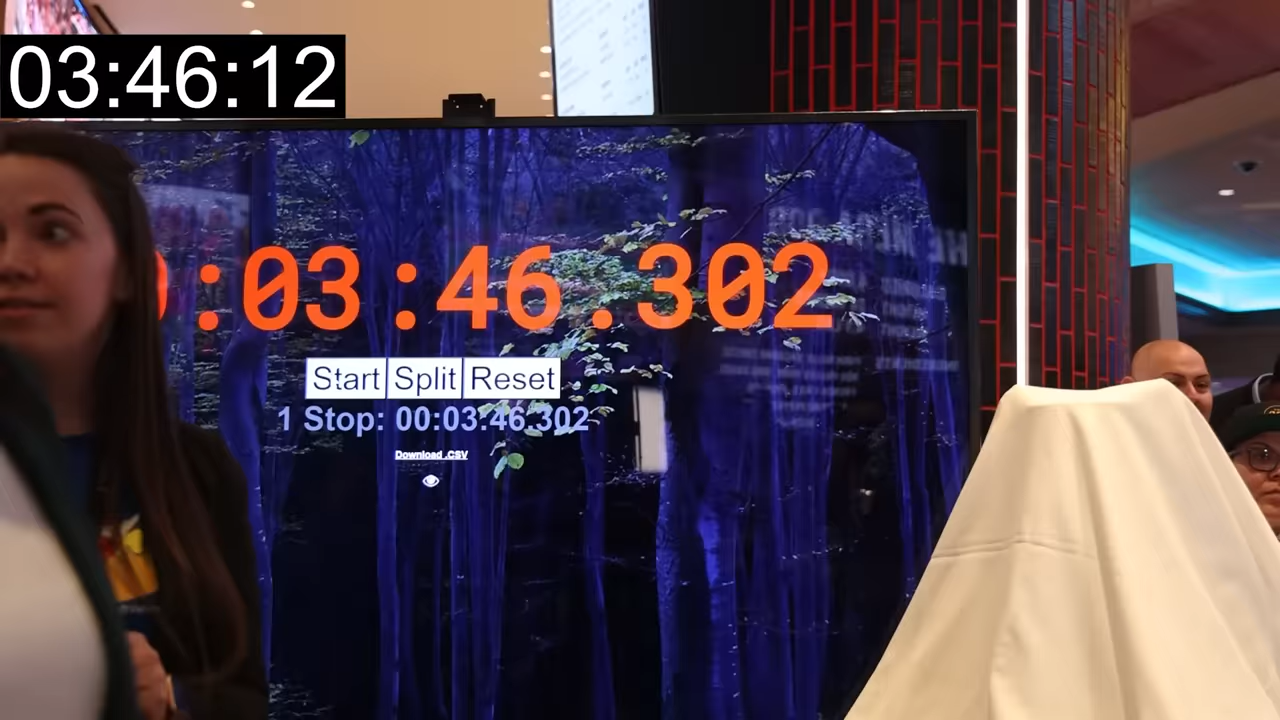 03:46:12
:03:46.302
Start Split Reset
1 Stop: 00:03:46.302
Download .CSV